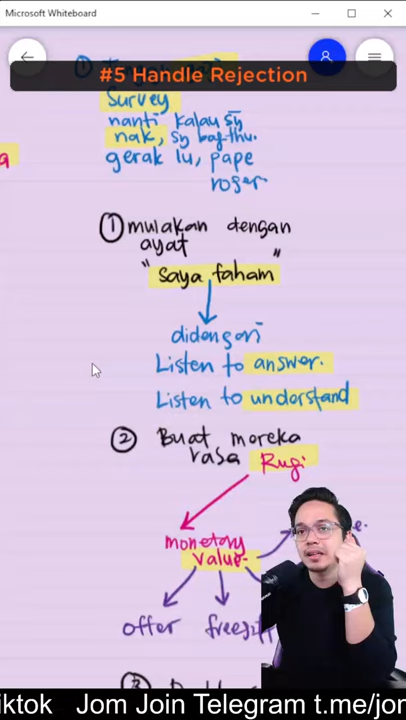 Microsoft Whiteboard
#5 Handle Rejection
Survey
nanti kalau sy
nak, sy bagthu.
gerak lu, pape
roger
① mulakan dengan
ayat
"saya faham"
didengari
Listen to answer.
Listen to understand
② Buat mereka
rasa Rugi
monetary
value
offer
tiktok Jom Join Telegram t.me/jon